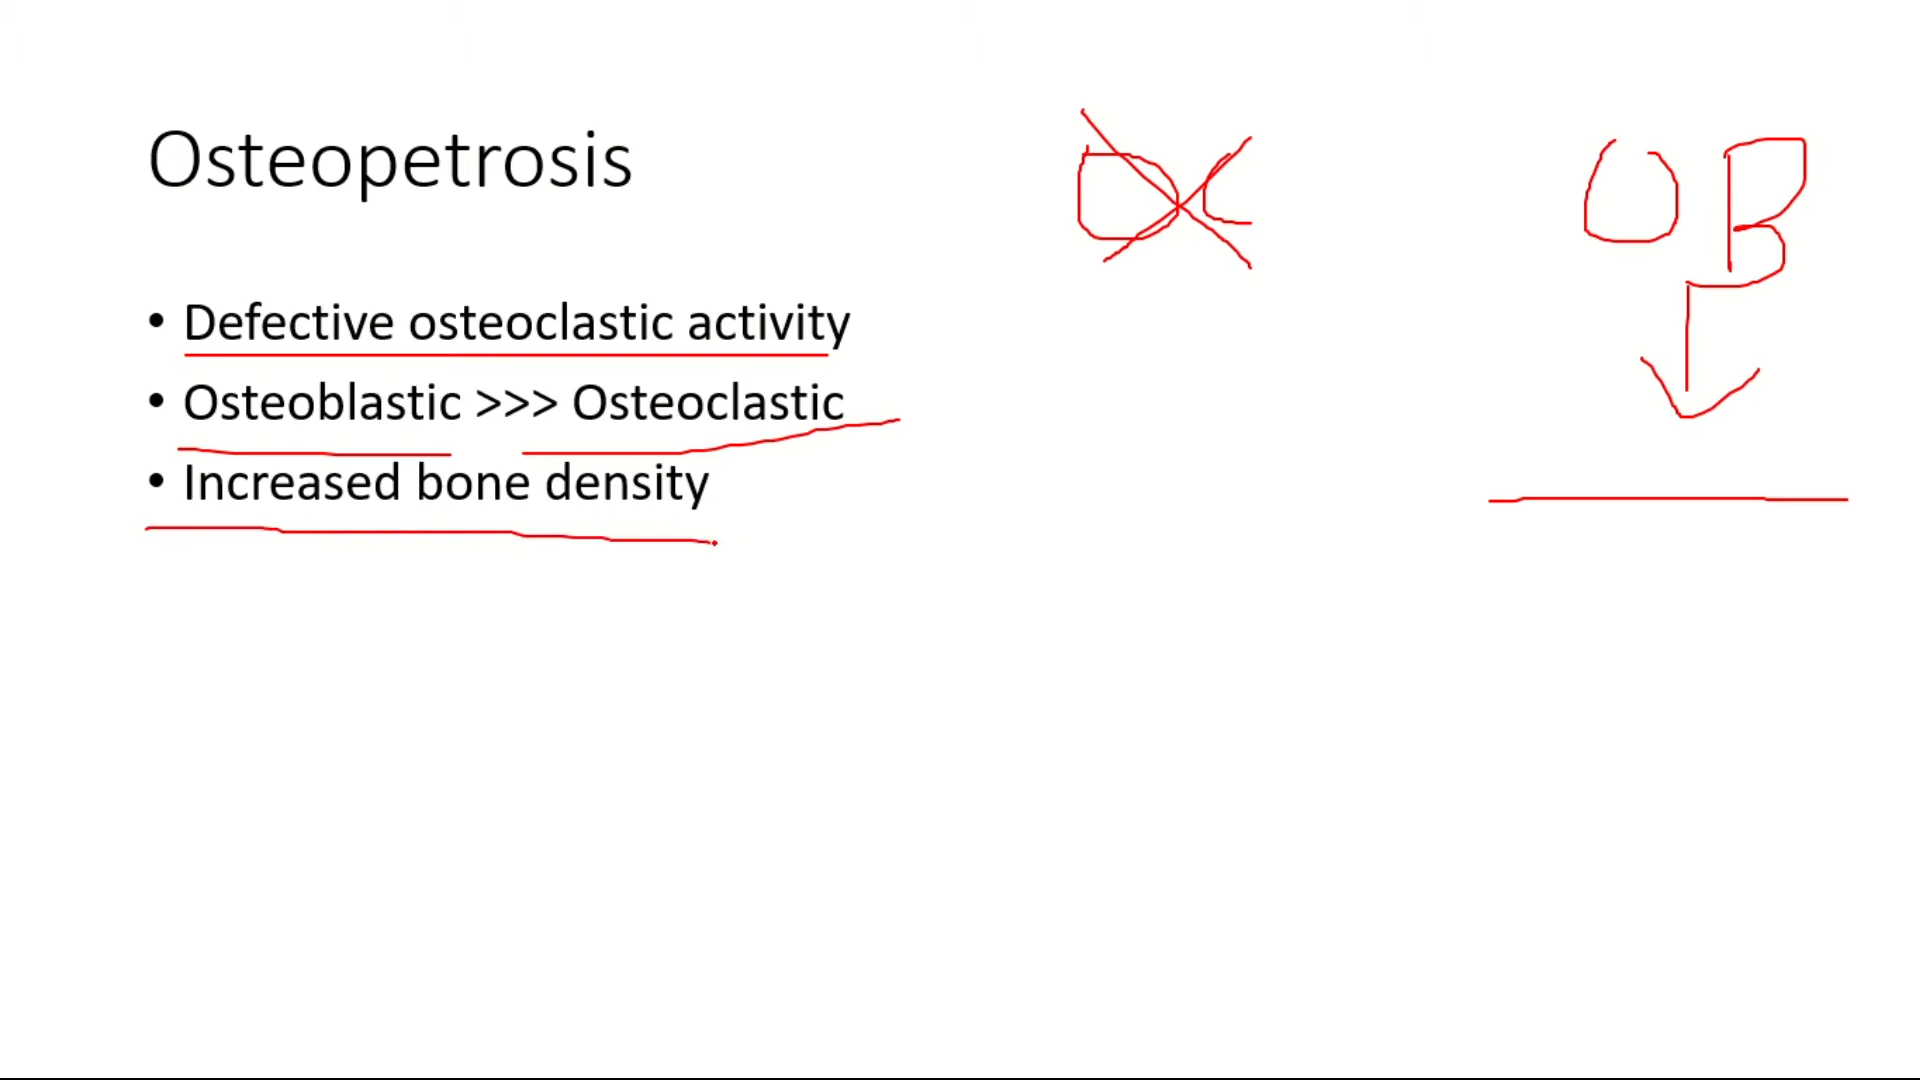 Osteopetrosis
OC
OB
• Defective osteoclastic activity
• Osteoblastic >>> Osteoclastic
• Increased bone density